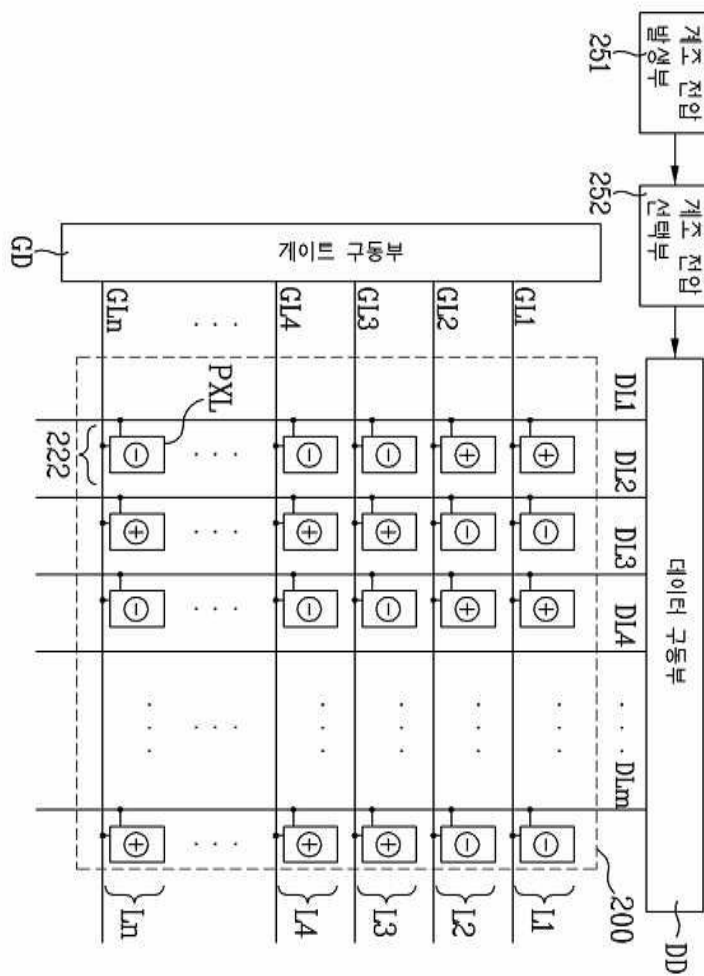 계조 전압
발생부
251
계조 전압
선택부
252
데이터 구동부
DD
게이트 구동부
GD
DL1
DL2
DL3
DL4
. . .
DLm
200
GL1
GL2
GL3
GL4
. . .
GLn
PXL
222
+ + - - . . . -
- - + + . . . +
+ + - - . . . -
- - + + . . . +
L1
L2
L3
L4
Ln